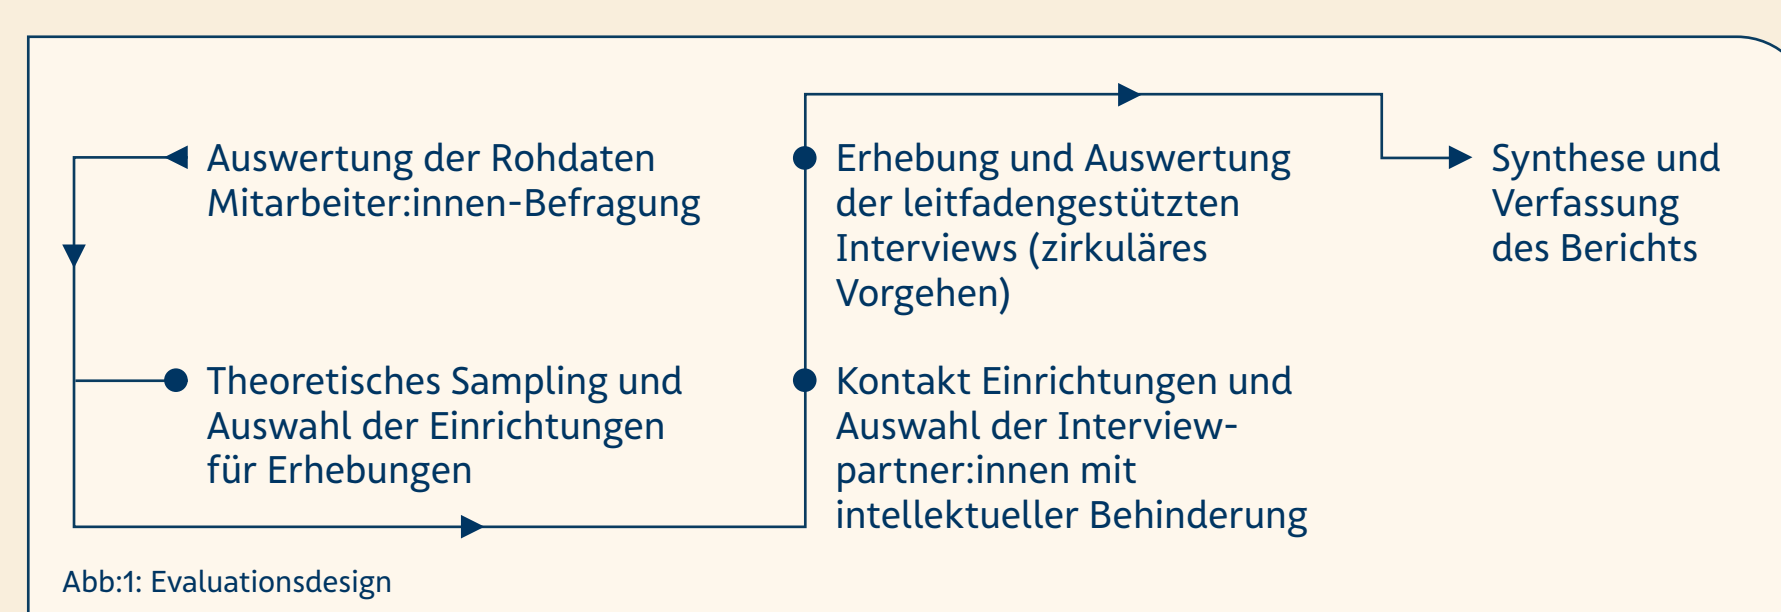 Auswertung der Rohdaten
Mitarbeiter:innen-Befragung
Theoretisches Sampling und
Auswahl der Einrichtungen
für Erhebungen
Erhebung und Auswertung
der leitfadengestützten
Interviews (zirkuläres
Vorgehen)
Kontakt Einrichtungen und
Auswahl der Interview-
partner:innen mit
intellektueller Behinderung
Synthese und
Verfassung
des Berichts
Abb:1: Evaluationsdesign